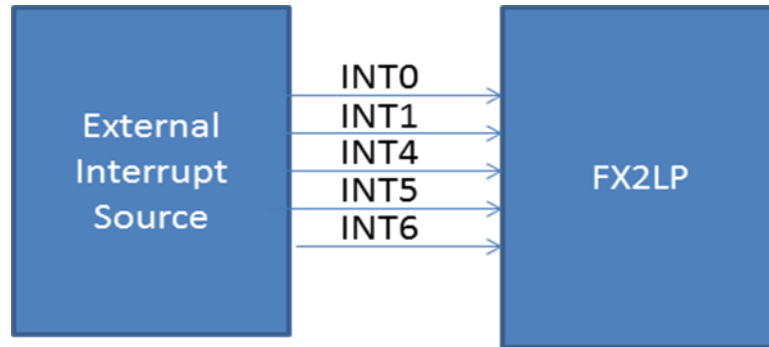 External
Interrupt
Source
INT0
INT1
INT4
INT5
INT6
FX2LP